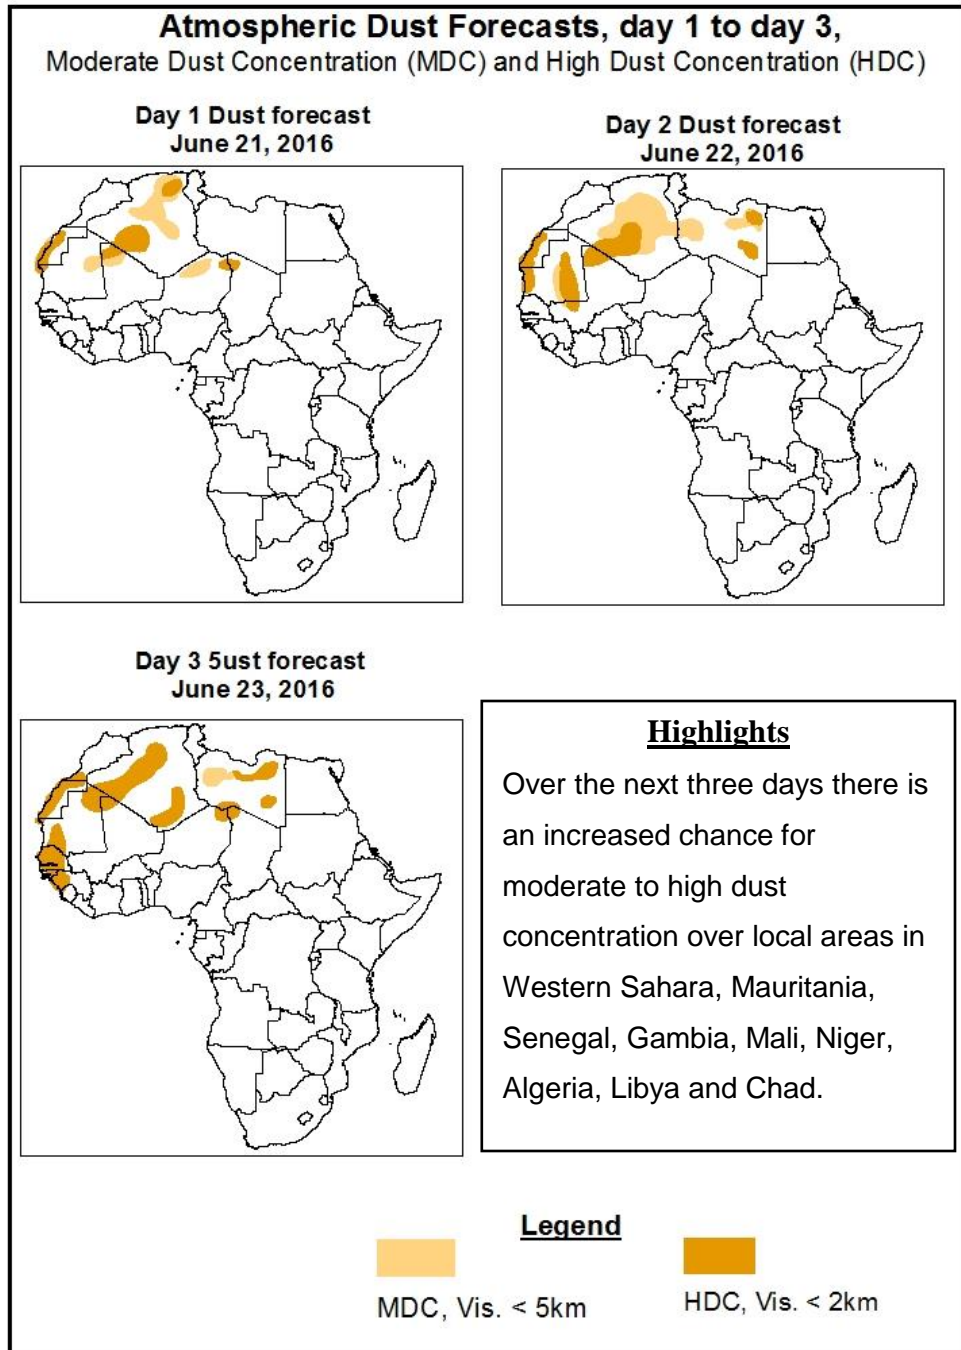 Atmospheric Dust Forecasts, day 1 to day 3,
Moderate Dust Concentration (MDC) and High Dust Concentration (HDC)
Day 1 Dust forecast
June 21, 2016
Day 2 Dust forecast
June 22, 2016
Day 3 5ust forecast
June 23, 2016
Highlights
Over the next three days there is
an increased chance for
moderate to high dust
concentration over local areas in
Western Sahara, Mauritania,
Senegal, Gambia, Mali, Niger,
Algeria, Libya and Chad.
Legend
MDC, Vis. < 5km
HDC, Vis. < 2km